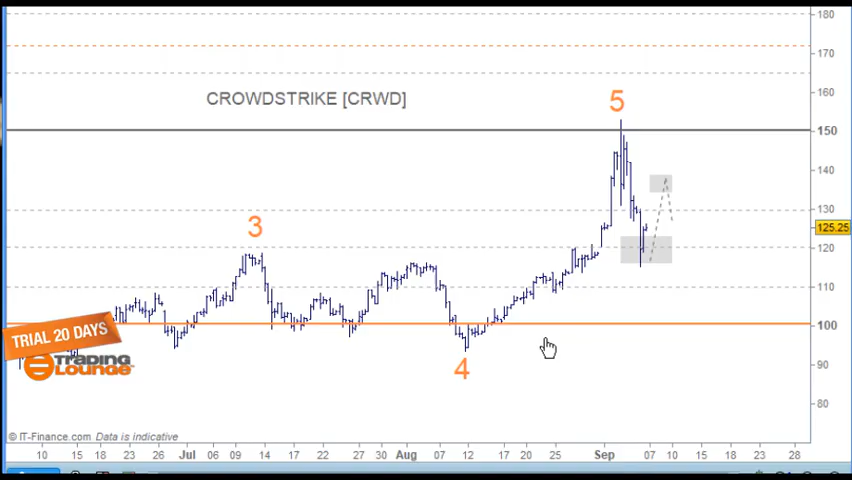 180
170
CROWDSTRIKE [CRWD]
160
5
150
140
130
3
125.25
120
110
100
TRIAL 20 DAYS
Trading
Lounge
4
90
80
© IT-Finance.com Data is indicative
10 15 18 23 26 Jul 06 09 14 17 22 27 30 Aug 07 12 17 20 25 Sep 07 10 15 18 23 28